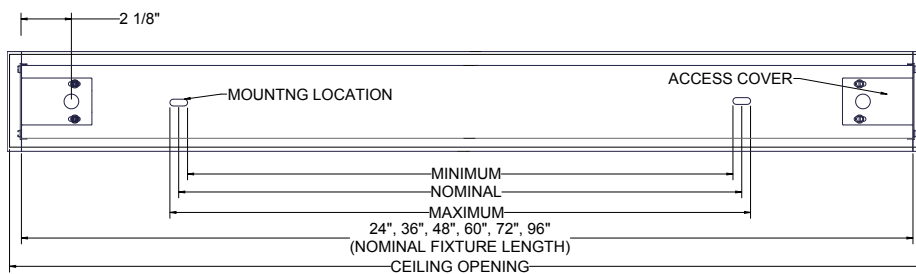 2 1/8"
ACCESS COVER
MOUNTNG LOCATION
MINIMUM
NOMINAL
MAXIMUM
24", 36", 48", 60", 72", 96"
(NOMINAL FIXTURE LENGTH)
CEILING OPENING